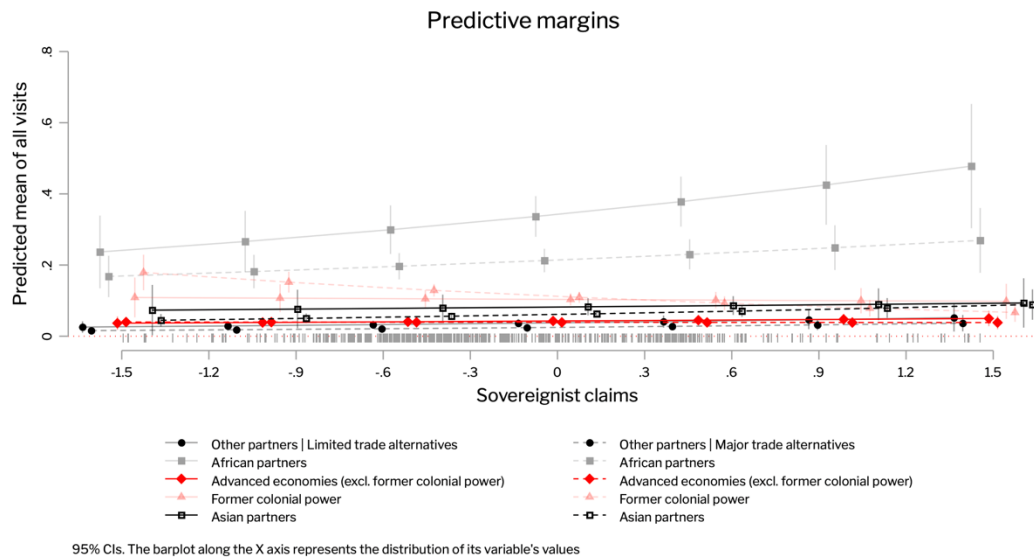 Predictive margins
Predicted mean of all visits
.8
.6
.4
.2
0
-1.5 -1.2 -.9 -.6 -.3 0 .3 .6 .9 1.2 1.5
Sovereignist claims
Other partners | Limited trade alternatives Other partners | Major trade alternatives
African partners African partners
Advanced economies (excl. former colonial power) Advanced economies (excl. former colonial power)
Former colonial power Former colonial power
Asian partners Asian partners
95% CIs. The barplot along the X axis represents the distribution of its variable's values